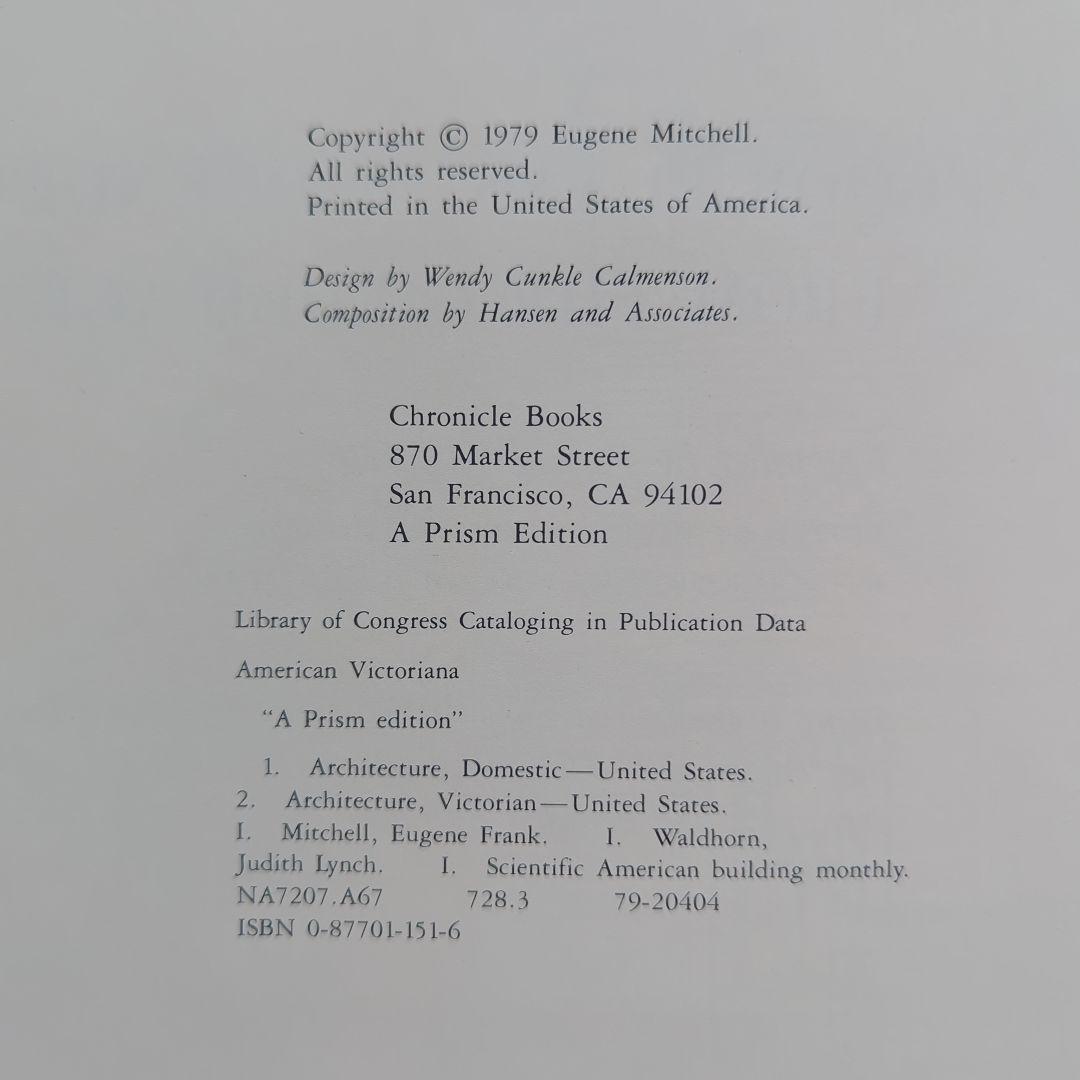 Copyright © 1979 Eugene Mitchell.
All rights reserved.
Printed in the United States of America.
Design by Wendy Cunkle Calmenson.
Composition by Hansen and Associates.
Chronicle Books
870 Market Street
San Francisco, CA 94102
A Prism Edition
Library of Congress Cataloging in Publication Data
American Victoriana
“A Prism edition”
1. Architecture, Domestic—United States.
2. Architecture, Victorian—United States.
I. Mitchell, Eugene Frank. I. Waldhorn,
Judith Lynch. I. Scientific American building monthly.
NA7207.A67 728.3 79-20404
ISBN 0-87701-151-6